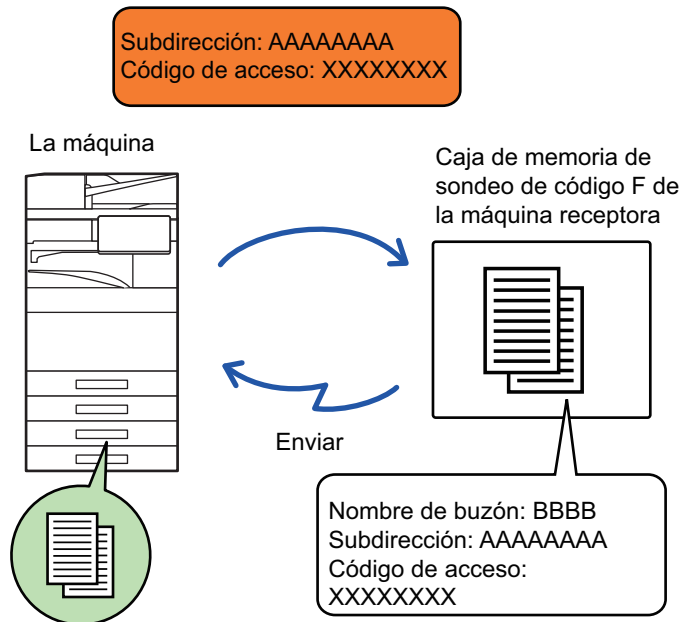 Subdirección: AAAAAAAA
Código de acceso: XXXXXXXX
La máquina
Caja de memoria de
sondeo de código F de
la máquina receptora
Enviar
Nombre de buzón: BBBB
Subdirección: AAAAAAAA
Código de acceso:
XXXXXXXX